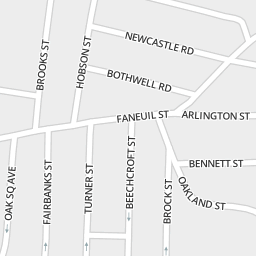 NEWCASTLE RD
BROOKS ST
HOBSON ST
BOTHWELL RD
FANEUIL ST
ARLINGTON ST
BENNETT ST
OAK SQ AVE
FAIRBANKS ST
TURNER ST
BEECHCROFT ST
BROCK ST
OAKLAND ST